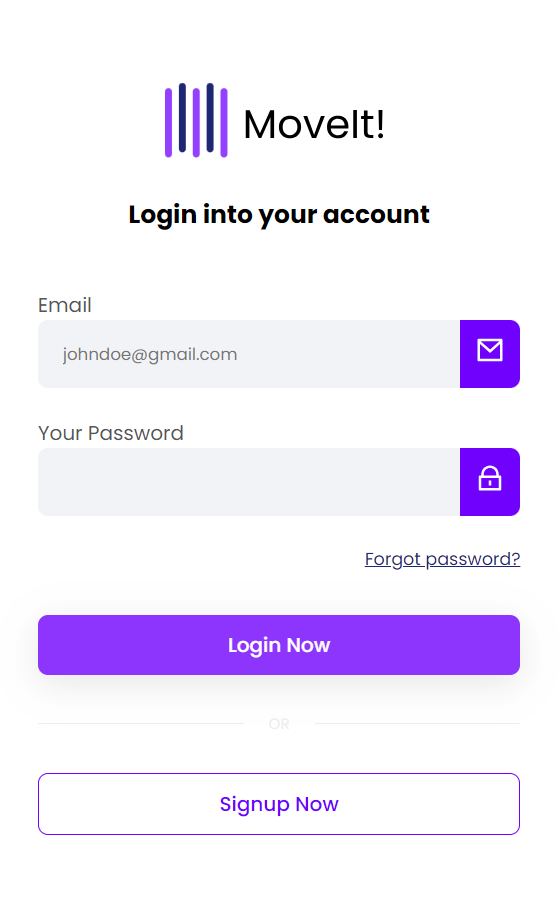 MoveIt!
Login into your account
Email
johndoe@gmail.com
Your Password
Forgot password?
Login Now
OR
Signup Now